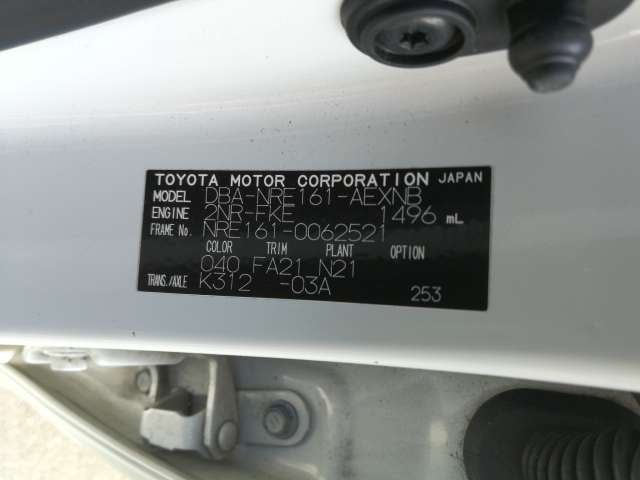 TOYOTA MOTOR CORPORATION JAPAN
MODEL DBA-NRE161-AEXNB
ENGINE 2NR-FKE 1496 mL
FRAME No. NRE161-0062521
COLOR TRIM PLANT OPTION
040 FA21 N21
TRANS./AXLE K312 -03A 253